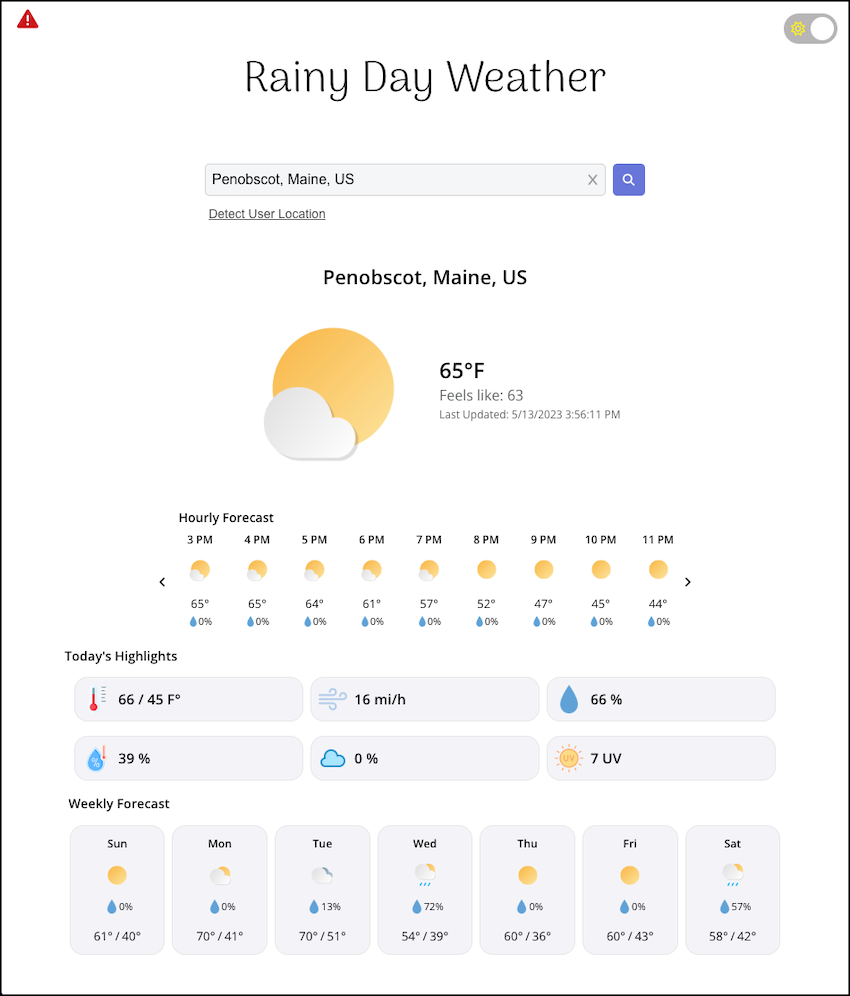 Rainy Day Weather
Penobscot, Maine, US
Detect User Location
Penobscot, Maine, US
65°F
Feels like: 63
Last Updated: 5/13/2023 3:56:11 PM
Hourly Forecast
3 PM 4 PM 5 PM 6 PM 7 PM 8 PM 9 PM 10 PM 11 PM
65° 65° 64° 61° 57° 52° 47° 45° 44°
0% 0% 0% 0% 0% 0% 0% 0% 0%
Today's Highlights
66 / 45 F° 16 mi/h 66 %
39 % 0 % UV 7 UV
Weekly Forecast
Sun Mon Tue Wed Thu Fri Sat
0% 0% 13% 72% 0% 0% 57%
61° / 40° 70° / 41° 70° / 51° 54° / 39° 60° / 36° 60° / 43° 58° / 42°